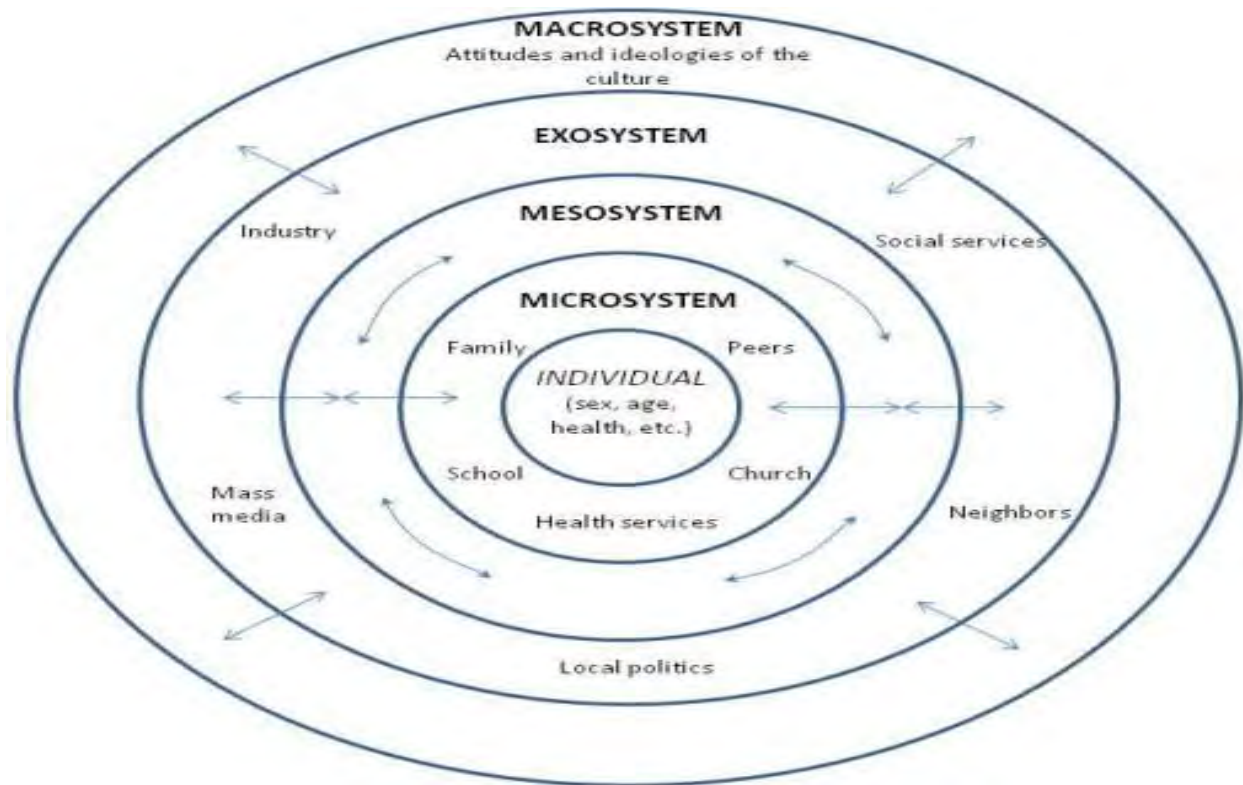 MACROSYSTEM
Attitudes and ideologies of the
culture
EXOSYSTEM
MESOSYSTEM
Industry
Social services
MICROSYSTEM
Family
Peers
INDIVIDUAL
(sex, age,
health, etc.)
School
Church
Mass
media
Neighbors
Health services
Local politics